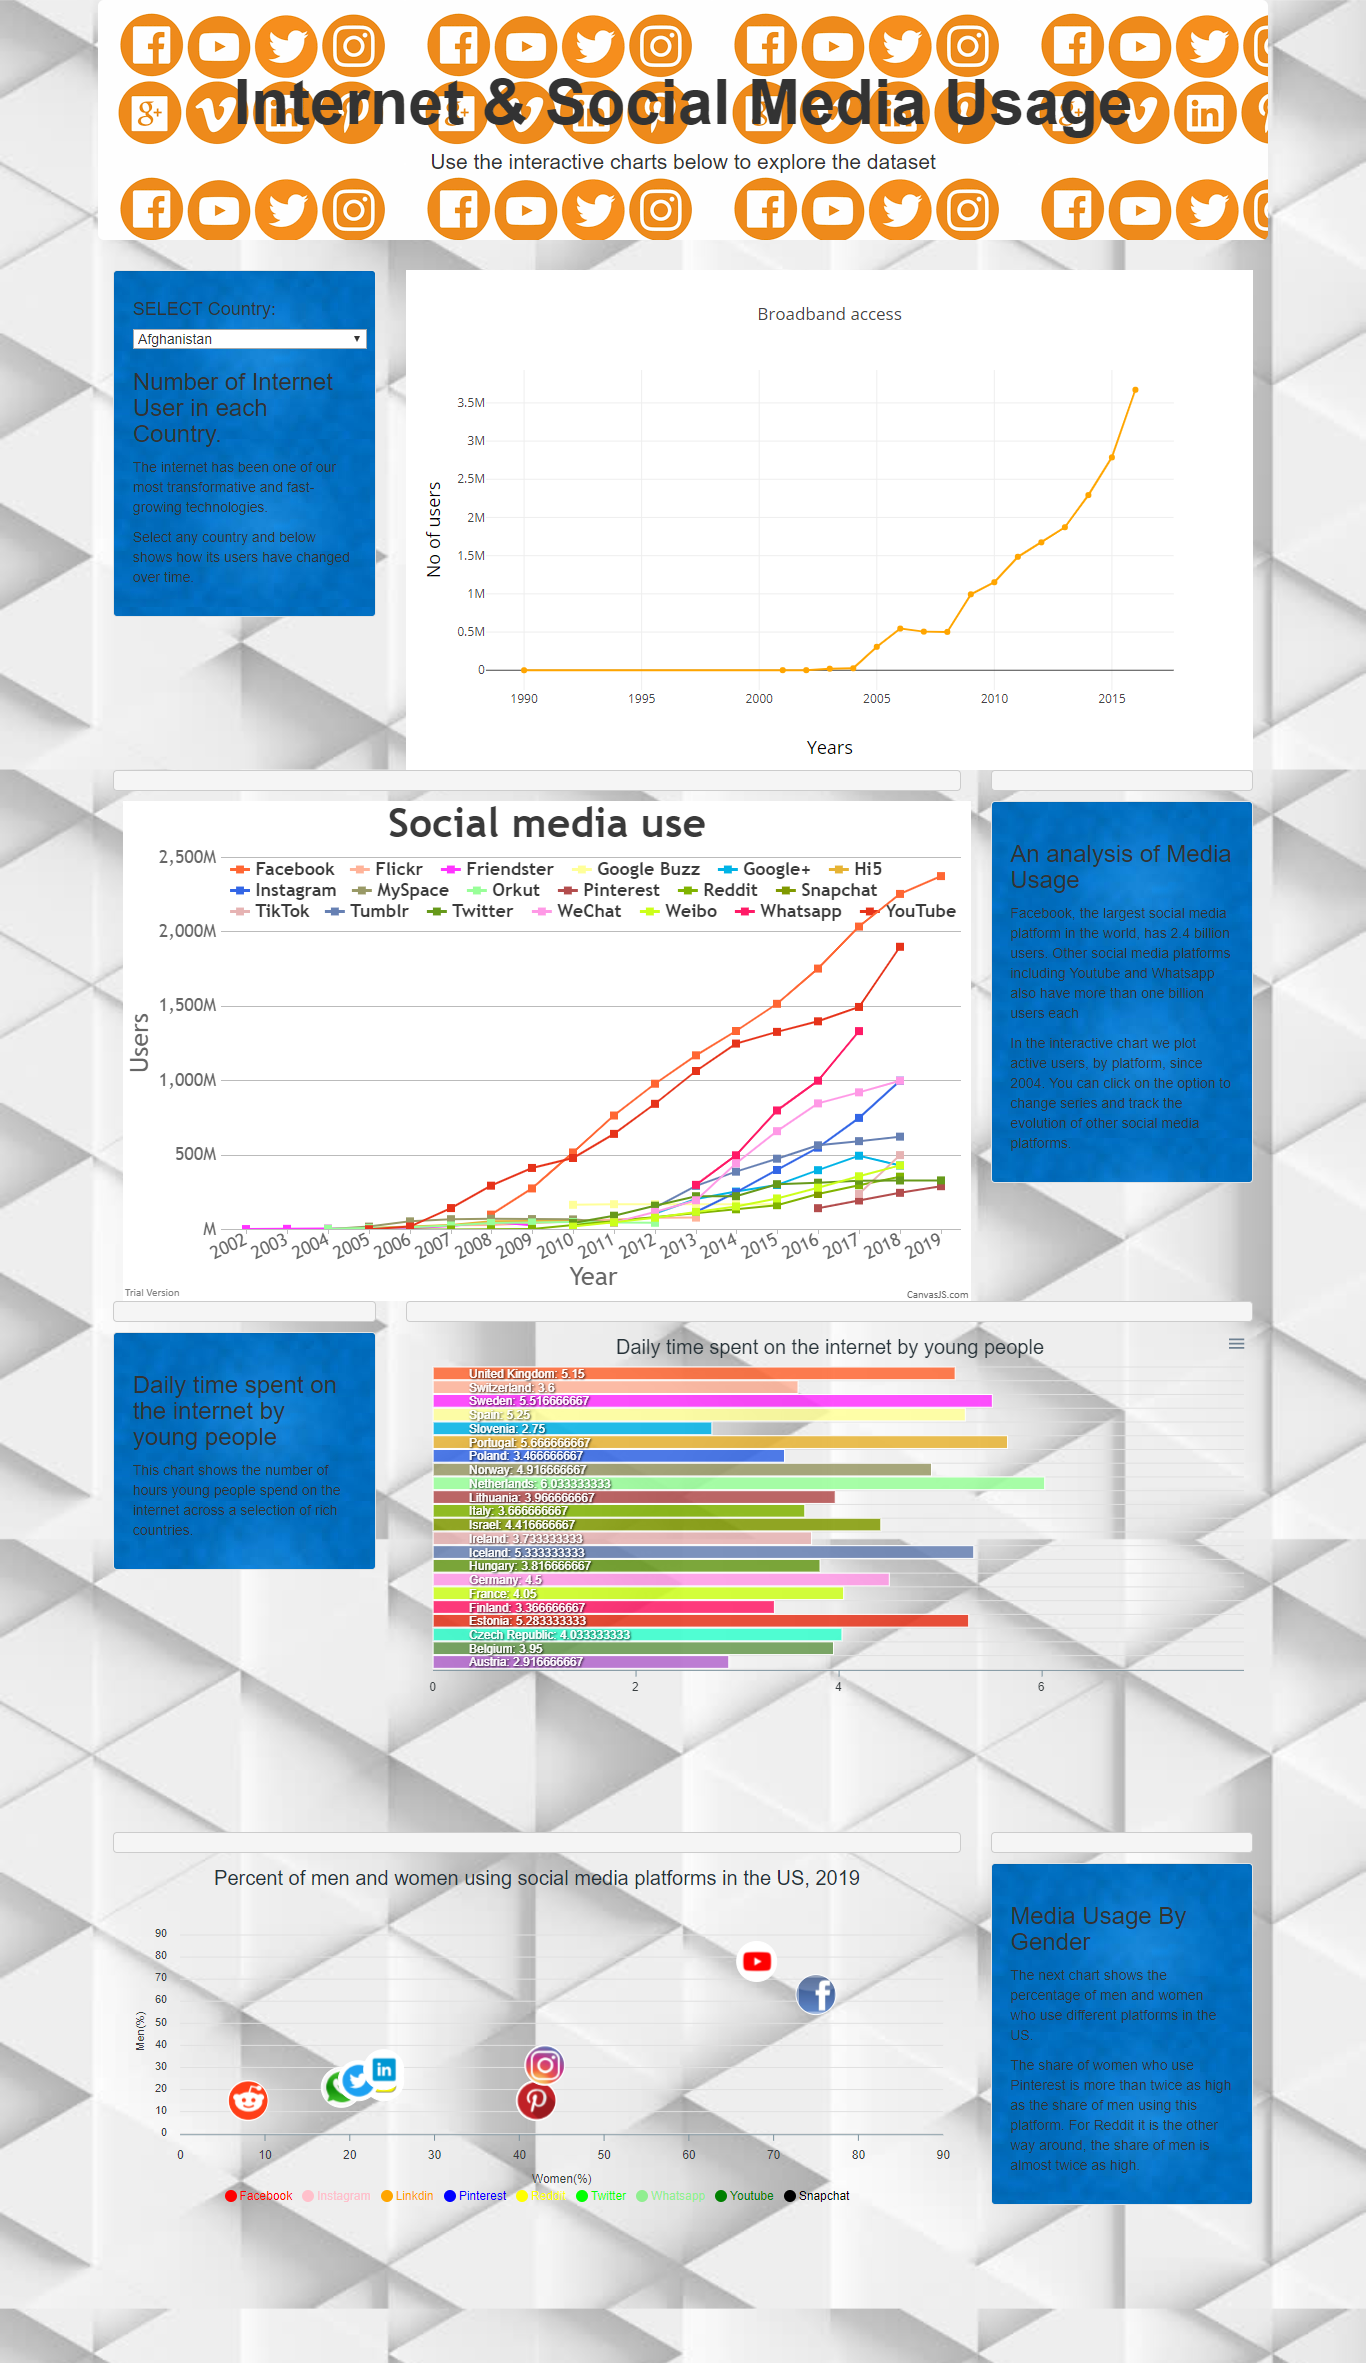 Internet & Social Media Usage
Use the interactive charts below to explore the dataset
SELECT Country:
Afghanistan
Number of Internet
User in each
Country.
The internet has been one of our
most transformative and fast-
growing technologies.
Select any country and below
shows how its users have changed
over time.
Broadband access
No of users
3.5M
3M
2.5M
2M
1.5M
1M
0.5M
0
1990 1995 2000 2005 2010 2015
Years
Social media use
Users
2,500M
2,000M
1,500M
1,000M
500M
M
Facebook Flickr Friendster Google Buzz Google+ Hi5
Instagram MySpace Orkut Pinterest Reddit Snapchat
TikTok Tumblr Twitter WeChat Weibo Whatsapp YouTube
2002 2003 2004 2005 2006 2007 2008 2009 2010 2011 2012 2013 2014 2015 2016 2017 2018 2019
Year
Trial Version
CanvasJS.com
An analysis of Media
Usage
Facebook, the largest social media
platform in the world, has 2.4 billion
users. Other social media platforms
including Youtube and Whatsapp
also have more than one billion
users each
In the interactive chart we plot
active users, by platform, since
2004. You can click on the option to
change series and track the
evolution of other social media
platforms.
Daily time spent on
the internet by
young people
This chart shows the number of
hours young people spend on the
internet across a selection of rich
countries.
Daily time spent on the internet by young people
United Kingdom: 5.15
Switzerland: 3.6
Sweden: 5.516666667
Spain: 5.25
Slovenia: 2.75
Portugal: 5.666666667
Poland: 3.466666667
Norway: 4.916666667
Netherlands: 6.033333333
Lithuania: 3.966666667
Italy: 3.666666667
Israel: 4.416666667
Ireland: 3.733333333
Iceland: 5.333333333
Hungary: 3.816666667
Germany: 4.5
France: 4.05
Finland: 3.366666667
Estonia: 5.283333333
Czech Republic: 4.033333333
Belgium: 3.95
Austria: 2.916666667
0 2 4 6
Percent of men and women using social media platforms in the US, 2019
Men(%)
90
80
70
60
50
40
30
20
10
0
0 10 20 30 40 50 60 70 80 90
Women(%)
Facebook Instagram Linkdin Pinterest Twitter Whatsapp Youtube Snapchat
Media Usage By
Gender
The next chart shows the
percentage of men and women
who use different platforms in the
US.
The share of women who use
Pinterest is more than twice as high
as the share of men using this
platform. For Reddit it is the other
way around, the share of men is
almost twice as high.